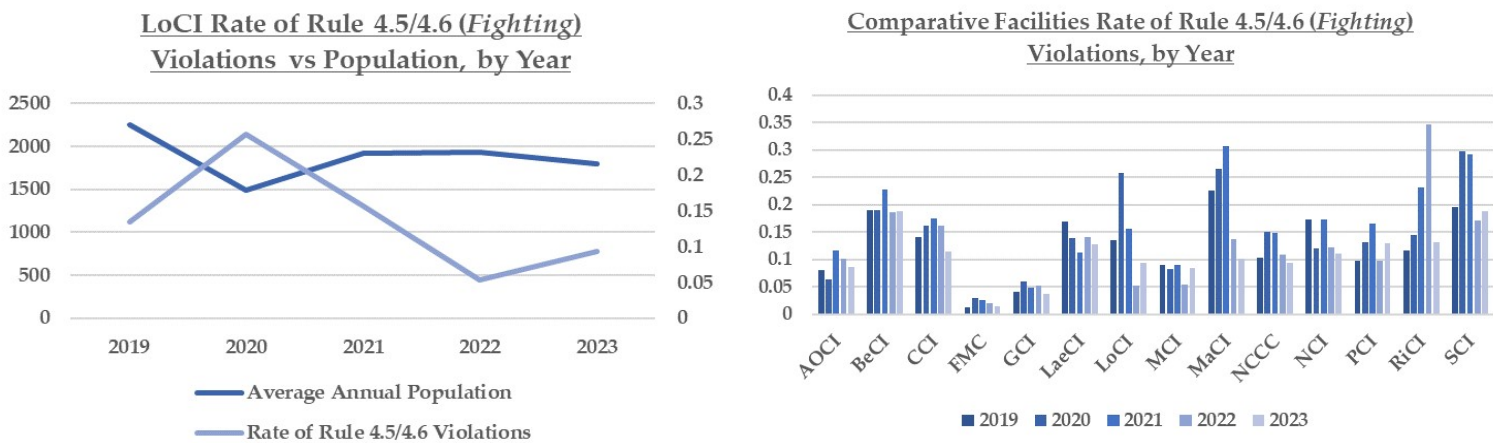 LoCI Rate of Rule 4.5/4.6 (Fighting)
Violations vs Population, by Year
2500
2000
1500
1000
500
0
0.3
0.25
0.2
0.15
0.1
0.05
0
2019 2020 2021 2022 2023
Average Annual Population
Rate of Rule 4.5/4.6 Violations
Comparative Facilities Rate of Rule 4.5/4.6 (Fighting)
Violations, by Year
0.4
0.35
0.3
0.25
0.2
0.15
0.1
0.05
0
AOCI BeCI CCI FMC GCI LaeCI LoCI MCI MaCI NCCC NCI PCI RiCI SCI
2019 2020 2021 2022 2023